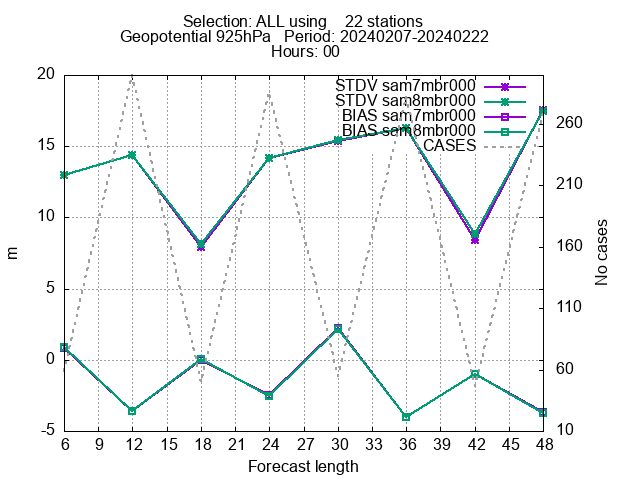 Selection: ALL using 22 stations
Geopotential 925hPa Period: 20240207-20240222
Hours: 00
STDV sam7mbr000
STDV sam8mbr000
BIAS sam7mbr000
BIAS sam8mbr000
CASES
20
15
10
5
0
-5
m
260
210
160
110
60
10
No cases
6 9 12 15 18 21 24 27 30 33 36 39 42 45 48
Forecast length